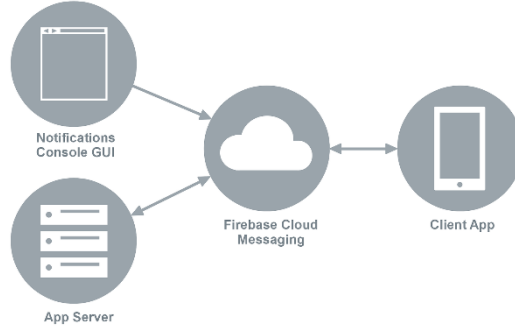 Notifications
Console GUI
Firebase Cloud
Messaging
Client App
App Server